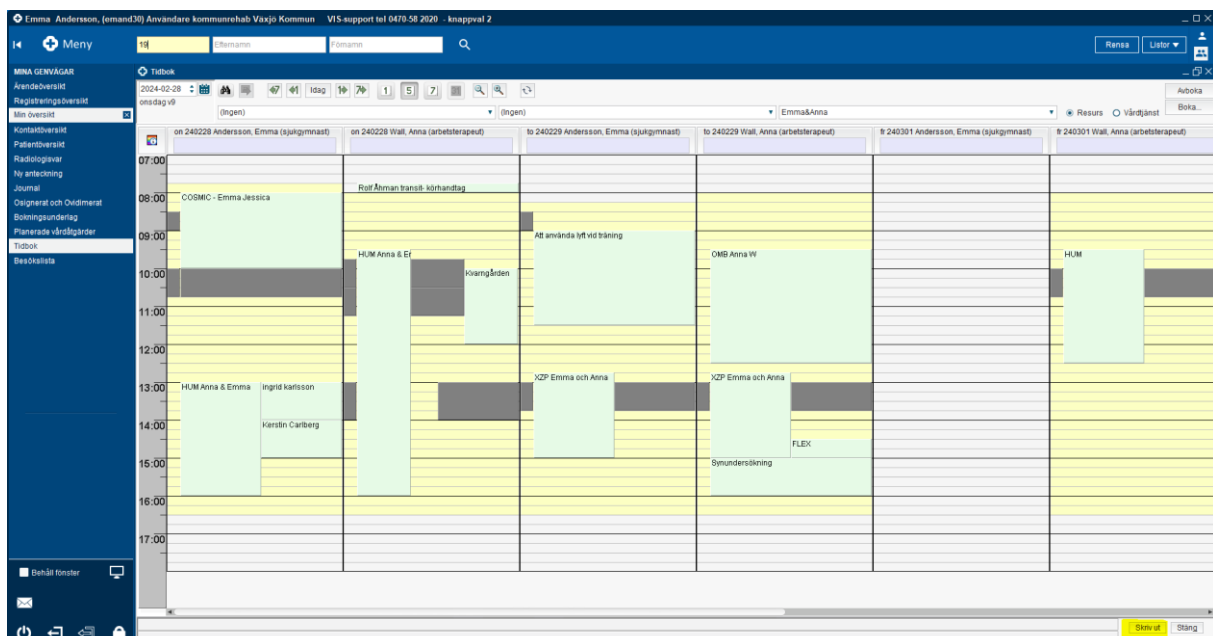 Emma Andersson, (emand30) Användare kommunrehab Växjö Kommun VIS-support tel 0470-58 2020 - knappval 2
Meny
19
Efternamn
Förnamn
Rensa
Listor
MINA GENVÄGAR
Ärendeöversikt
Registreringsöversikt
Min översikt
Kontaktöversikt
Patientöversikt
Radiologisvar
Ny anteckning
Journal
Osignerat och Ovidimerat
Bokningsunderlag
Planerade vårdåtgärder
Tidbok
Besökslista
Behåll fönster
Tidbok
2024-02-28
onsdag v9
Idag
1
5
7
Avboka
Boka...
(Ingen)
(Ingen)
Emma&Anna
Resurs
Vårdtjänst
on 240228 Andersson, Emma (sjukgymnast)
on 240228 Wall, Anna (arbetsterapeut)
to 240229 Andersson, Emma (sjukgymnast)
to 240229 Wall, Anna (arbetsterapeut)
fr 240301 Andersson, Emma (sjukgymnast)
fr 240301 Wall, Anna (arbetsterapeut)
07:00
Rolf Åhrman transit- körhandtag
08:00
COSMIC - Emma Jessica
09:00
Att använda lyft vid träning
HUM Anna & Er
OMB Anna W
HUM
10:00
Kvarngården
11:00
12:00
XZP Emma och Anna
XZP Emma och Anna
13:00
HUM Anna & Emma
Ingrid karlsson
14:00
Kerstin Carlberg
FLEX
15:00
Synundersökning
16:00
17:00
Skriv ut
Stäng